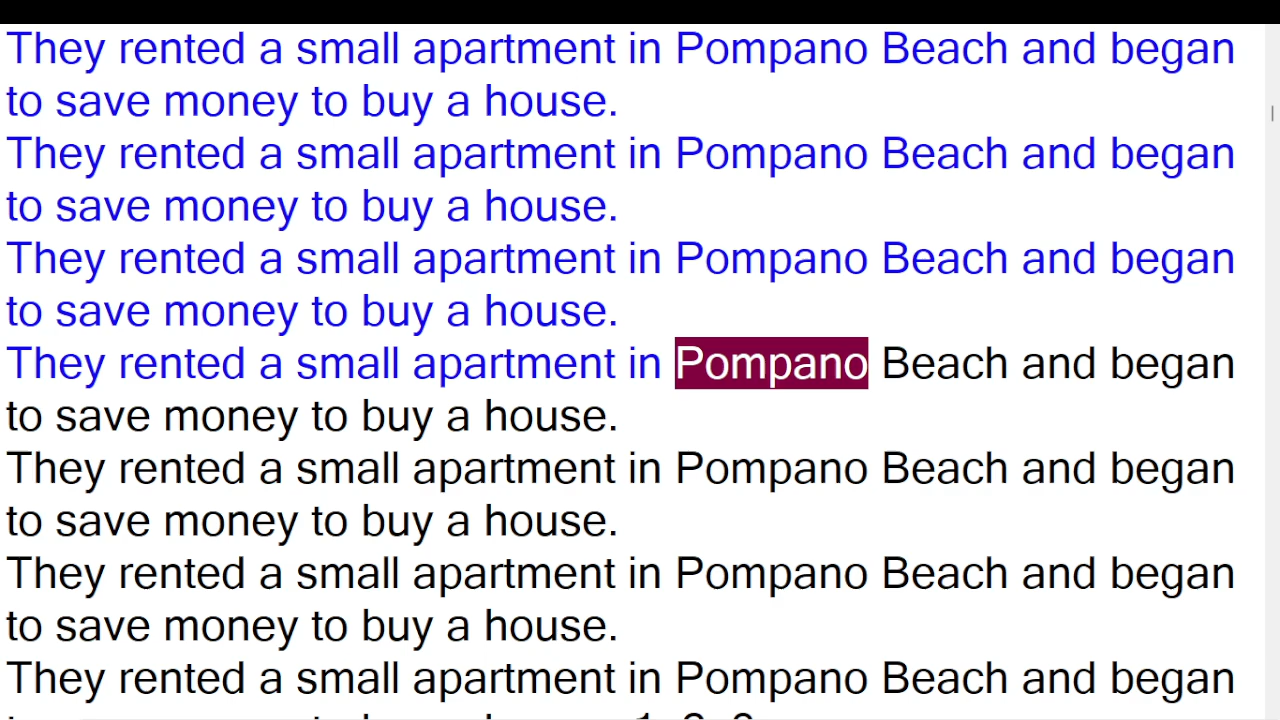 They rented a small apartment in Pompano Beach and began
to save money to buy a house.
They rented a small apartment in Pompano Beach and began
to save money to buy a house.
They rented a small apartment in Pompano Beach and began
to save money to buy a house.
They rented a small apartment in Pompano Beach and began
to save money to buy a house.
They rented a small apartment in Pompano Beach and began
to save money to buy a house.
They rented a small apartment in Pompano Beach and began
to save money to buy a house.
They rented a small apartment in Pompano Beach and began